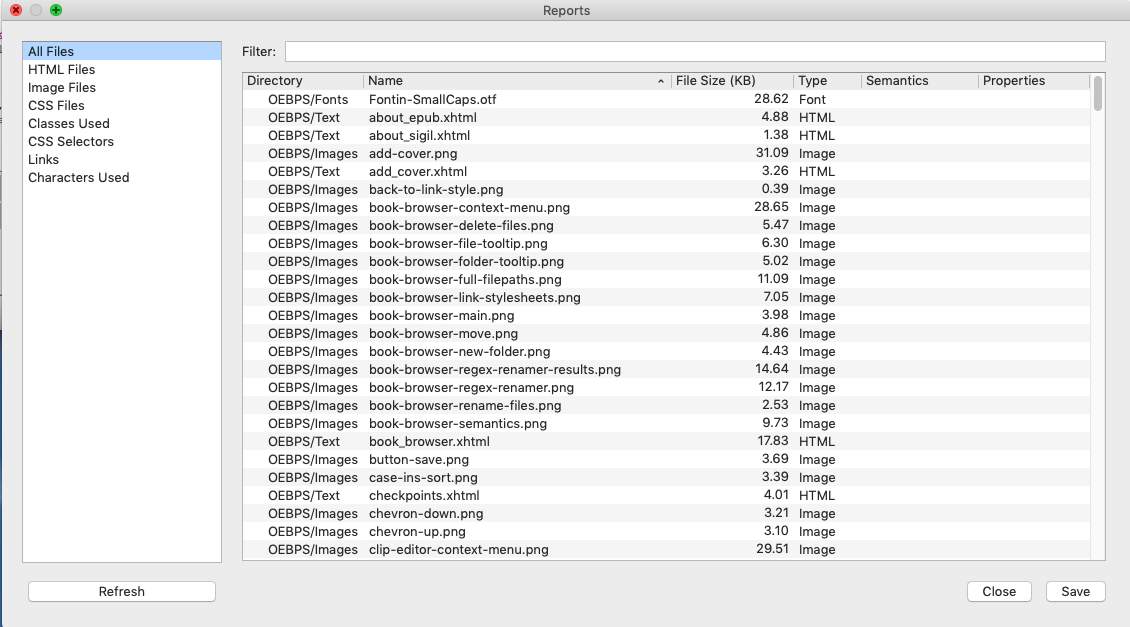 Reports
All Files
HTML Files
Image Files
CSS Files
Classes Used
CSS Selectors
Links
Characters Used
Filter:
Directory Name File Size (KB) Type Semantics Properties
OEBPS/Fonts Fontin-SmallCaps.otf 28.62 Font
OEBPS/Text about_epub.xhtml 4.88 HTML
OEBPS/Text about_sigil.xhtml 1.38 HTML
OEBPS/Images add-cover.png 31.09 Image
OEBPS/Text add_cover.xhtml 3.26 HTML
OEBPS/Images back-to-link-style.png 0.39 Image
OEBPS/Images book-browser-context-menu.png 28.65 Image
OEBPS/Images book-browser-delete-files.png 5.47 Image
OEBPS/Images book-browser-file-tooltip.png 6.30 Image
OEBPS/Images book-browser-folder-tooltip.png 5.02 Image
OEBPS/Images book-browser-full-filepaths.png 11.09 Image
OEBPS/Images book-browser-link-stylesheets.png 7.05 Image
OEBPS/Images book-browser-main.png 3.98 Image
OEBPS/Images book-browser-move.png 4.86 Image
OEBPS/Images book-browser-new-folder.png 4.43 Image
OEBPS/Images book-browser-regex-renamer-results.png 14.64 Image
OEBPS/Images book-browser-regex-renamer.png 12.17 Image
OEBPS/Images book-browser-rename-files.png 2.53 Image
OEBPS/Images book-browser-semantics.png 9.73 Image
OEBPS/Text book_browser.xhtml 17.83 HTML
OEBPS/Images button-save.png 3.69 Image
OEBPS/Images case-ins-sort.png 3.39 Image
OEBPS/Text checkpoints.xhtml 4.01 HTML
OEBPS/Images chevron-down.png 3.21 Image
OEBPS/Images chevron-up.png 3.10 Image
OEBPS/Images clip-editor-context-menu.png 29.51 Image
Refresh Close Save